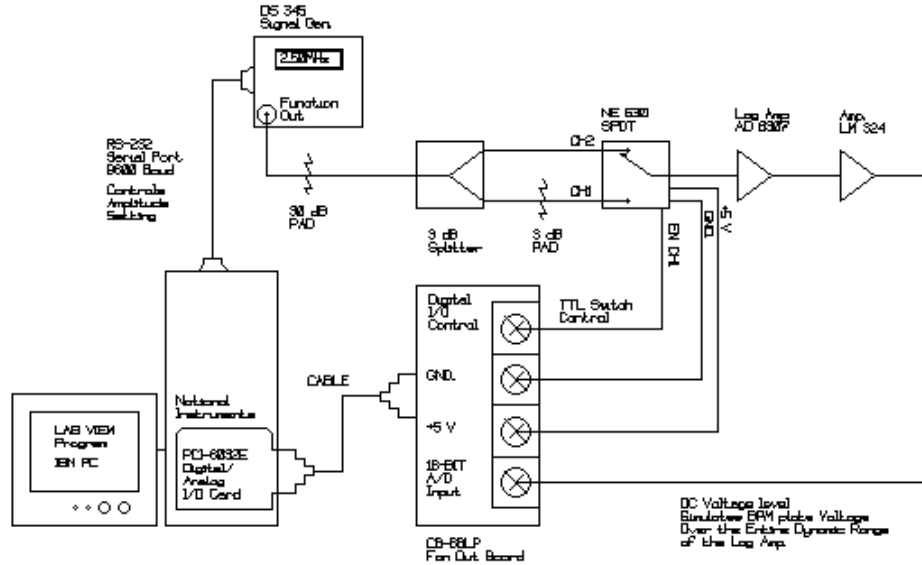 DS 345
Signal Gen.
2.50MHz
Function
Out
RS-232
Serial Port
9600 Baud
Controls
Amplitude
Setting
30 dB
PAD
3 dB
Splitter
CH2
CH1
3 dB
PAD
NE 630
SPDT
Log Amp
AD 8307
Amp.
LM 324
+5 V
GND.
EN CH1
TTL Switch
Control
Digital
I/O
Control
GND.
+5 V
16-BIT
A/D
Input
CB-68LP
Fan Out Board
CABLE
National
Instruments
PCI-6032E
Digital/
Analog
I/O Card
LAB VIEW
Program
IBM PC
DC Voltage level
Simulates BPM plate Voltage
Over the Entire Dynamic Range
of the Log Amp.